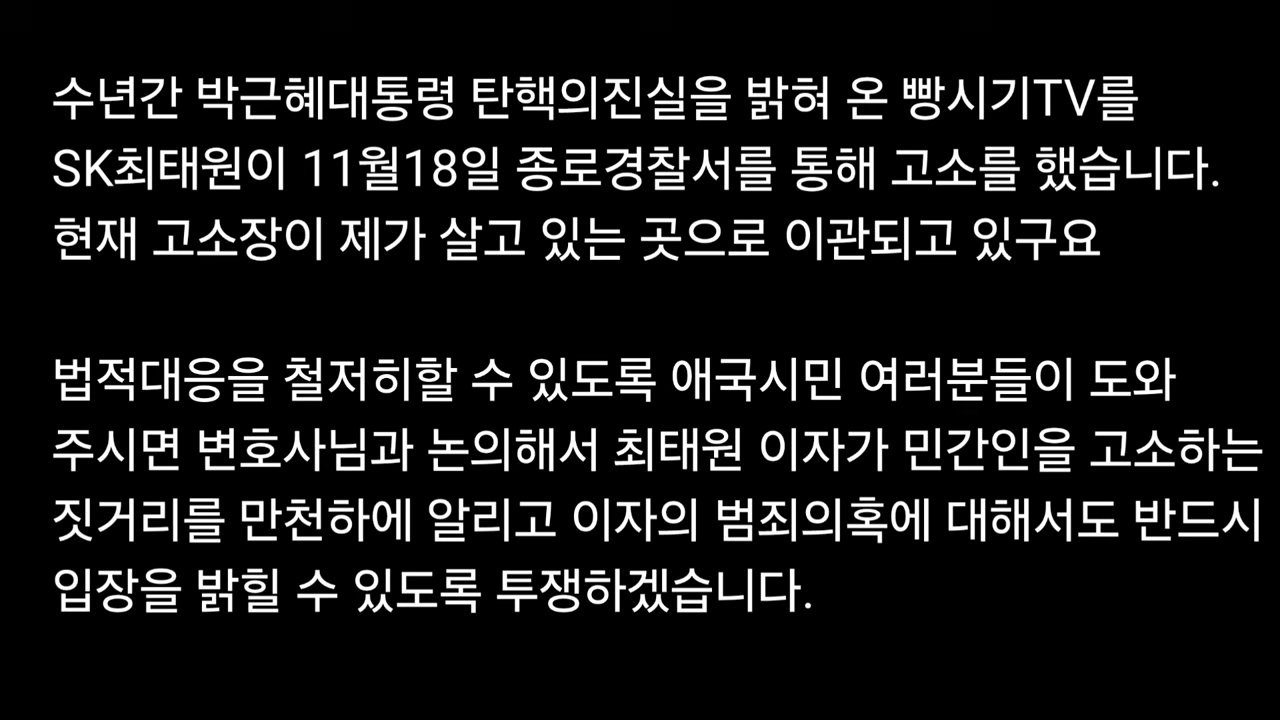 수년간 박근혜대통령 탄핵의진실을 밝혀 온 빵시기TV를
SK최태원이 11월18일 종로경찰서를 통해 고소를 했습니다.
현재 고소장이 제가 살고 있는 곳으로 이관되고 있구요
법적대응을 철저히할 수 있도록 애국시민 여러분들이 도와
주시면 변호사님과 논의해서 최태원 이자가 민간인을 고소하는
짓거리를 만천하에 알리고 이자의 범죄의혹에 대해서도 반드시
입장을 밝힐 수 있도록 투쟁하겠습니다.